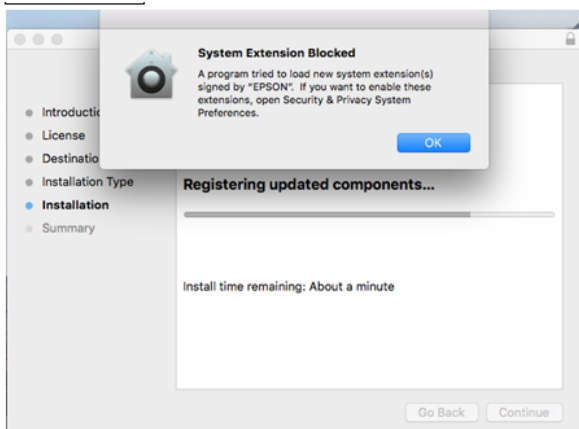 System Extension Blocked
A program tried to load new system extension(s)
signed by "EPSON". If you want to enable these
extensions, open Security & Privacy System
Preferences.
OK
License
Installation Type
Installation
Summary
Registering updated components...
Install time remaining: About a minute
Go Back
Continue